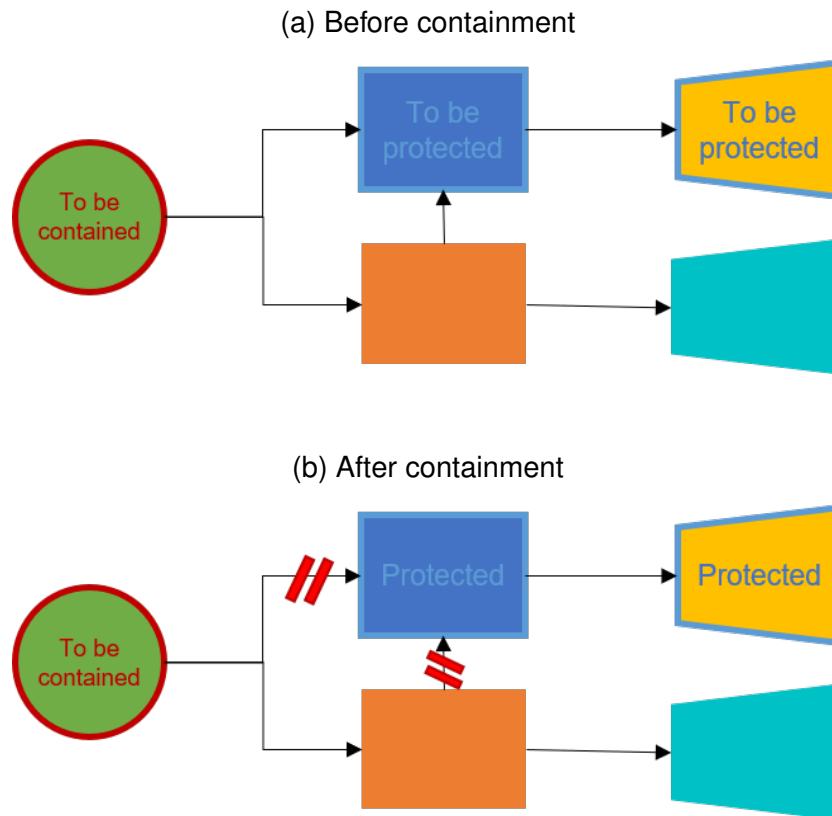 (a) Before containment
To be
protected
To be
protected
To be
contained
(b) After containment
Protected
Protected
To be
contained